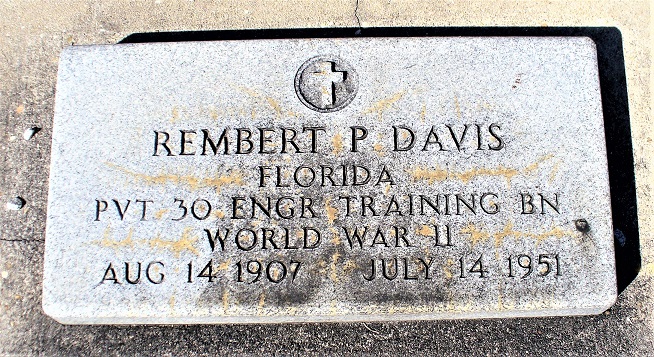 REMBERT P DAVIS
FLORIDA
PVT 30 ENGR TRAINING BN
WORLD WAR II
AUG 14 1907 JULY 14 1951